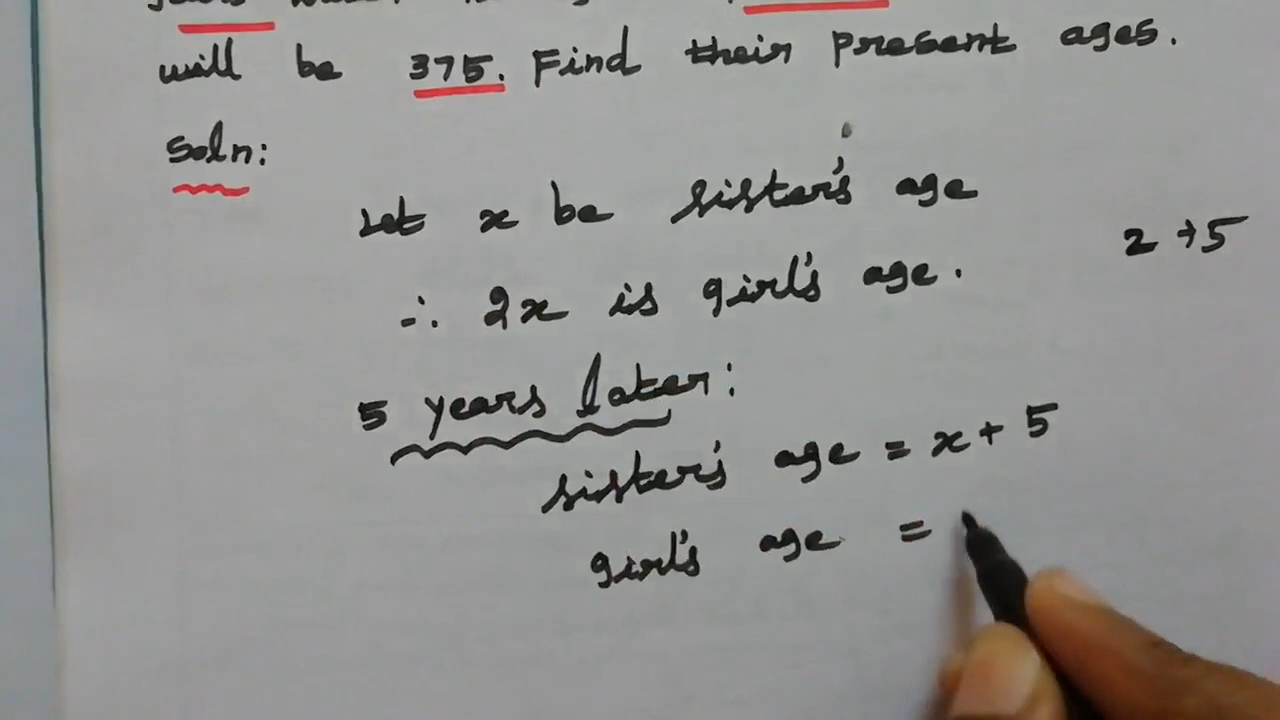 will be 375. Find their present ages.
Soln:
Let x be sister's age
∴ 2x is girl's age.
2 → 5
5 years later:
sister's age = x + 5
girl's age =